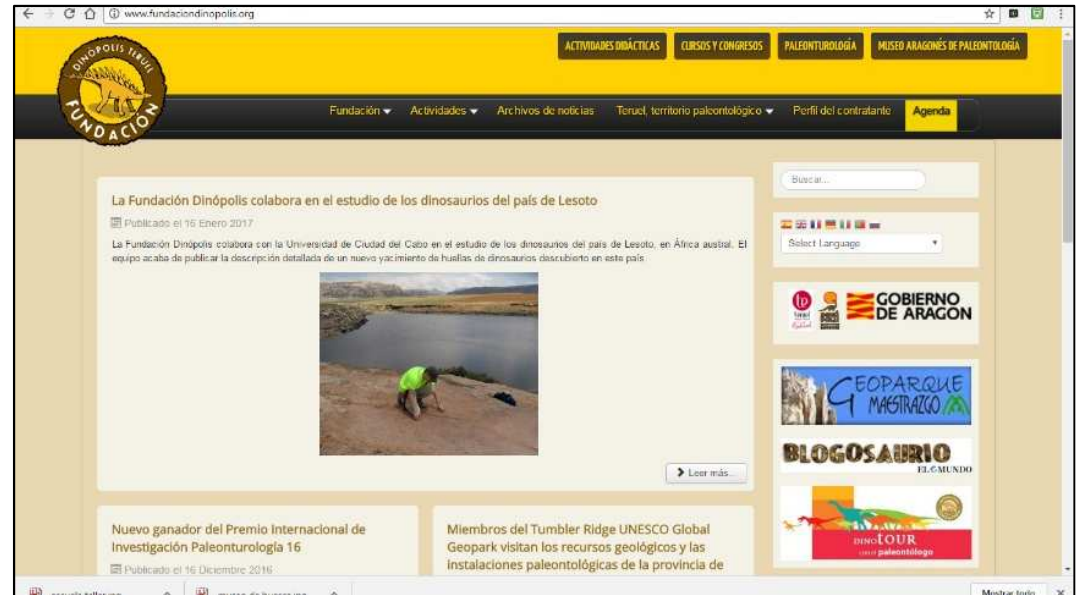 www.fundaciondinopolis.org
ACTIVIDADES DIDÁCTICAS CURSOS Y CONGRESOS PALEONTUROLOGÍA MUSEO ARAGONÉS DE PALEONTOLOGÍA
DINÓPOLIS TERUEL
FUNDACIÓN
Fundación Actividades Archivos de noticias Teruel, territorio paleontológico Perfil del contratante Agenda
Buscar...
La Fundación Dinópolis colabora en el estudio de los dinosaurios del país de Lesoto
Publicado el 16 Enero 2017
La Fundación Dinópolis colabora con la Universidad de Ciudad del Cabo en el estudio de los dinosaurios del país de Lesoto, en África austral. El
equipo acaba de publicar la descripción detallada de un nuevo yacimiento de huellas de dinosaurios descubierto en este país
Select Language
GOBIERNO
DE ARAGON
GEOPARQUE
MAESTRAZGO
BLOGOSAURIO
EL MUNDO
Leer más...
DINOTOUR
paleontólogo
Nuevo ganador del Premio Internacional de
Investigación Paleonturología 16
Publicado el 16 Diciembre 2016
Miembros del Tumbler Ridge UNESCO Global
Geopark visitan los recursos geológicos y las
instalaciones paleontológicas de la provincia de
Mostrar todo